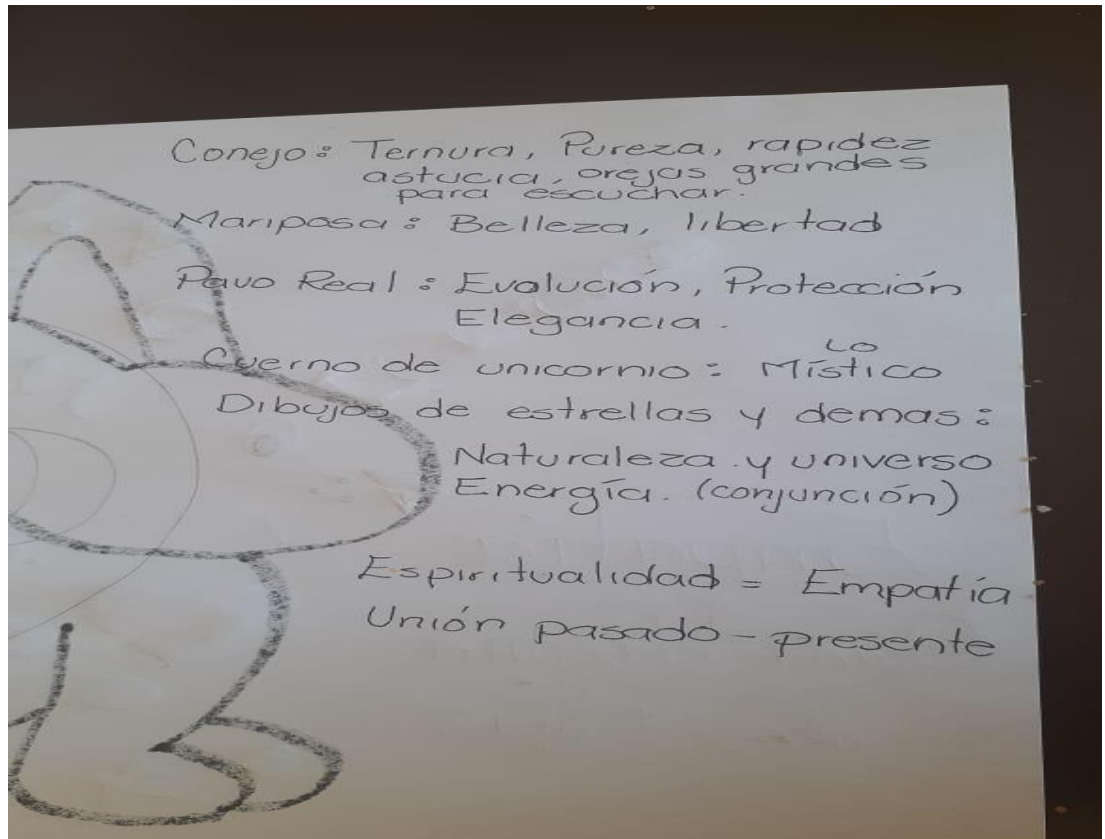 Conejo: Ternura, Pureza, rapidez
astucia, orejas grandes
para escuchar.
Mariposa: Belleza, libertad
Pavo Real: Evolución, Protección
Elegancia.
Cuerno de unicornio: Lo Místico
Dibujos de estrellas y demas:
Naturaleza y universo
Energía. (conjunción)
Espiritualidad = Empatía
Unión pasado - presente